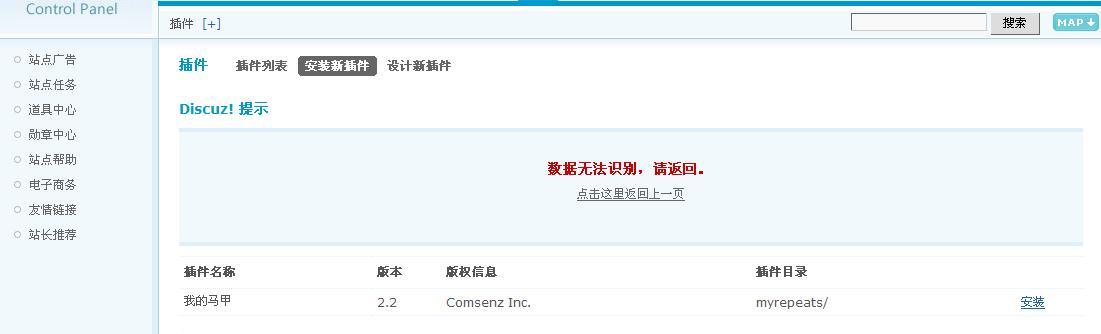 Control Panel
插件 [+]
搜索
MAP
站点广告
站点任务
道具中心
勋章中心
站点帮助
电子商务
友情链接
站长推荐
插件 插件列表 安装新插件 设计新插件
Discuz! 提示
数据无法识别，请返回。
点击这里返回上一页
插件名称 版本 版权信息 插件目录
我的马甲 2.2 Comsenz Inc. myrepeats/ 安装